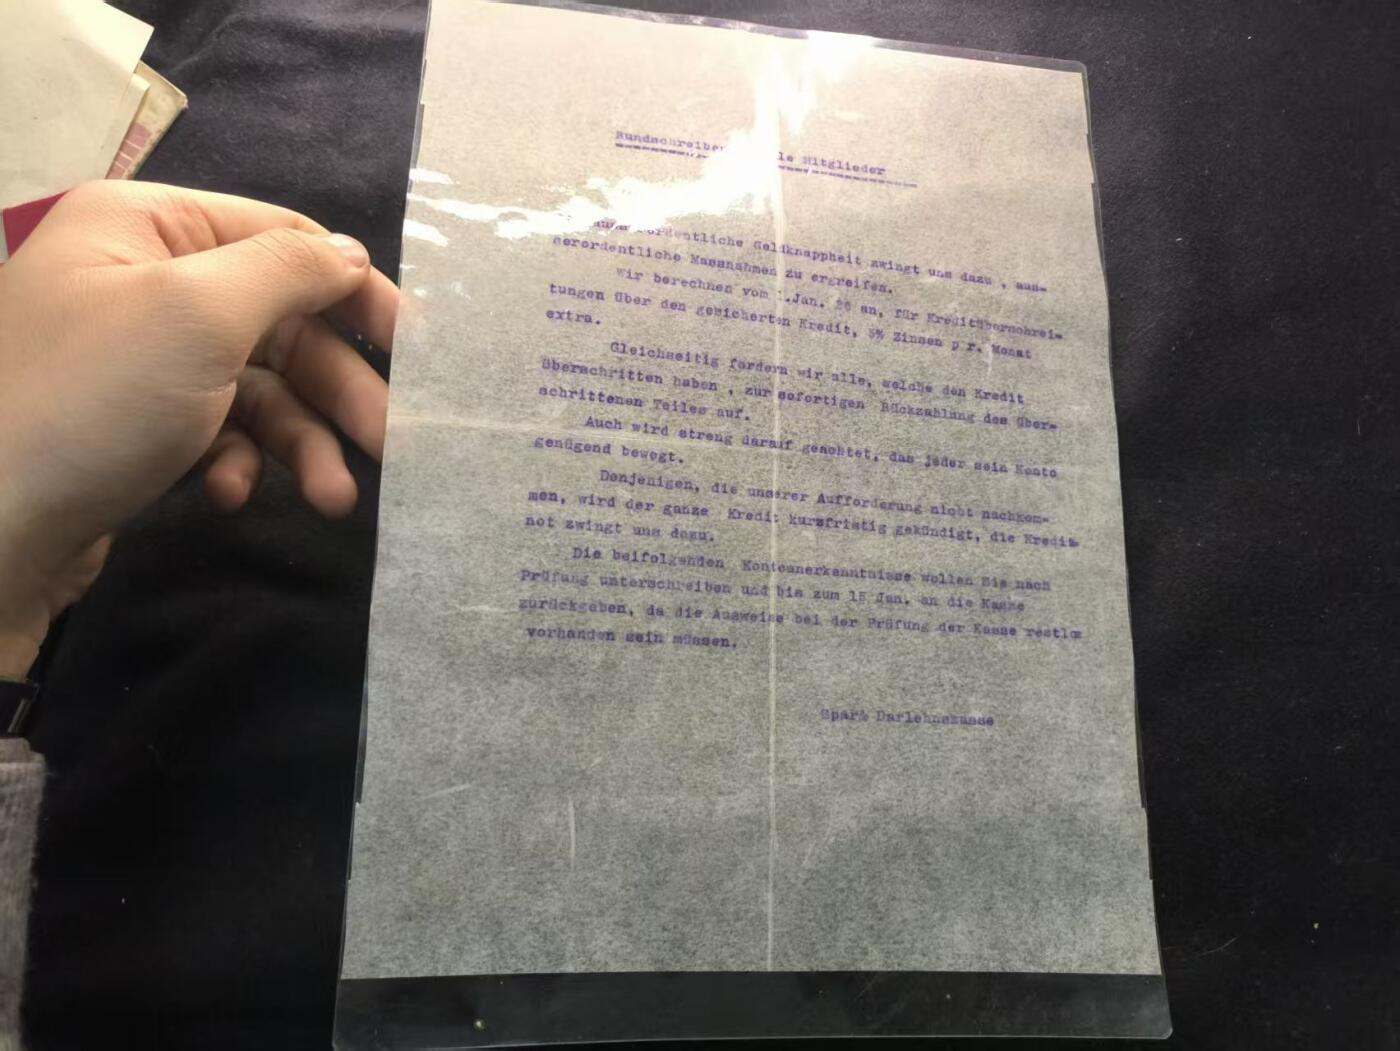 Rundschreiben le Mitglieder
ordentliche Geldknappheit zwingt uns dazu , aus-
serordentliche Massnahmen zu ergreifen.
Wir berechnen vom .Jan. 26 an, für Kreditüberschrei-
tungen über den gesicherten Kredit, 5% Zinsen p r. Monat
extra.
Gleichzeitig fordern wir alle, welche den Kredit
überschritten haben , zur sofortigen Rückzahlung des über-
schrittenen Teiles auf.
Auch wird streng darauf geachtet, das jeder sein Konto
genügend bewegt.
Denjenigen, die unserer Aufforderung nicht nachkom-
men, wird der ganze Kredit kurzfristig gekündigt, die Kredit-
not zwingt uns dazu.
Die beifolgenden Kontoanerkenntnisse wollen Sie nach
Prüfung unterschreiben und bis zum 15 Jan. an die Kasse
zurückgeben, da die Ausweise bei der Prüfung der Kasse restlos
vorhanden sein müssen.
Spar& Darlehnskasse